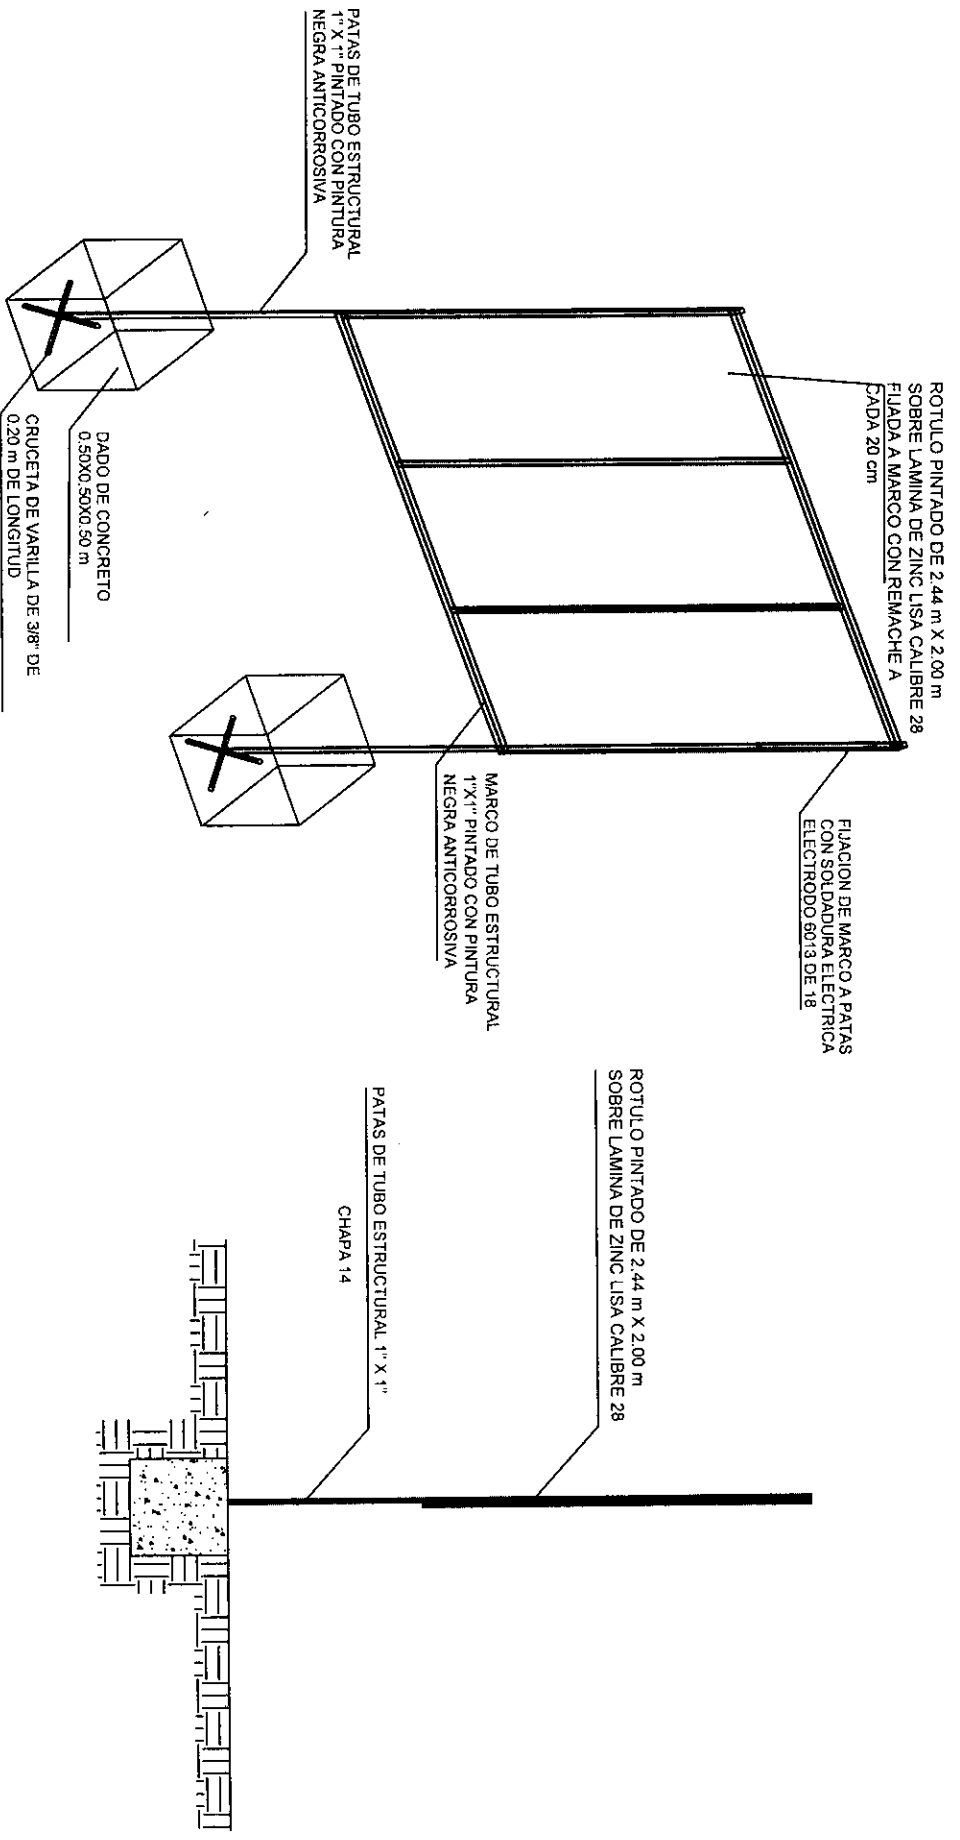 ROTULO PINTADO DE 2.44 m X 2.00 m
SOBRE LAMINA DE ZINC LISA CALIBRE 28
FIJADA A MARCO CON REMACHE A
CADA 20 cm
FIJACION DE MARCO A PATAS
CON SOLDADURA ELECTRICA
ELECTRODO 6013 DE 18
PATAS DE TUBO ESTRUCTURAL
1" X 1" PINTADO CON PINTURA
NEGRA ANTICORROSIVA
MARCO DE TUBO ESTRUCTURAL
1"X1" PINTADO CON PINTURA
NEGRA ANTICORROSIVA
DADO DE CONCRETO
0.50X0.50X0.50 m
CRUCETA DE VARILLA DE 3/8" DE
0.20 m DE LONGITUD
ROTULO PINTADO DE 2.44 m X 2.00 m
SOBRE LAMINA DE ZINC LISA CALIBRE 28
PATAS DE TUBO ESTRUCTURAL 1" X 1"
CHAPA 14